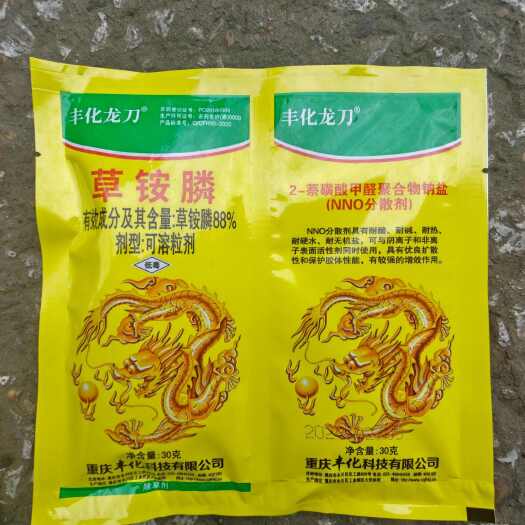 丰化龙刀®
草铵膦
有效成分及其含量:草铵膦88%
剂型:可溶粒剂
低毒
净含量:30克
重庆丰化科技有限公司
除草剂
丰化龙刀®
2-萘磺酸甲醛聚合物钠盐
(NNO分散剂)
NNO分散剂具有耐酸、耐碱、耐热、
耐硬水、耐无机盐,可与阴离子和非离
子表面活性剂同时使用,具有优良扩散
性和保护胶体性能,有较强的增效作用。
净含量:30克
重庆丰化科技有限公司